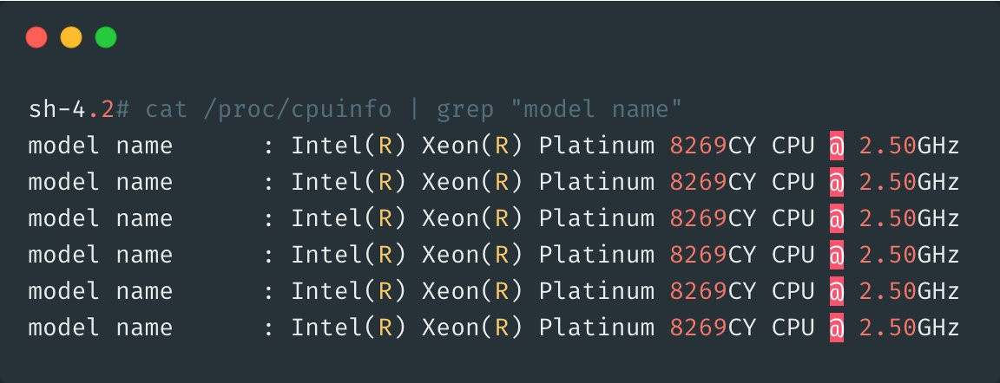 sh-4.2# cat /proc/cpuinfo | grep "model name"
model name      : Intel(R) Xeon(R) Platinum 8269CY CPU @ 2.50GHz
model name      : Intel(R) Xeon(R) Platinum 8269CY CPU @ 2.50GHz
model name      : Intel(R) Xeon(R) Platinum 8269CY CPU @ 2.50GHz
model name      : Intel(R) Xeon(R) Platinum 8269CY CPU @ 2.50GHz
model name      : Intel(R) Xeon(R) Platinum 8269CY CPU @ 2.50GHz
model name      : Intel(R) Xeon(R) Platinum 8269CY CPU @ 2.50GHz